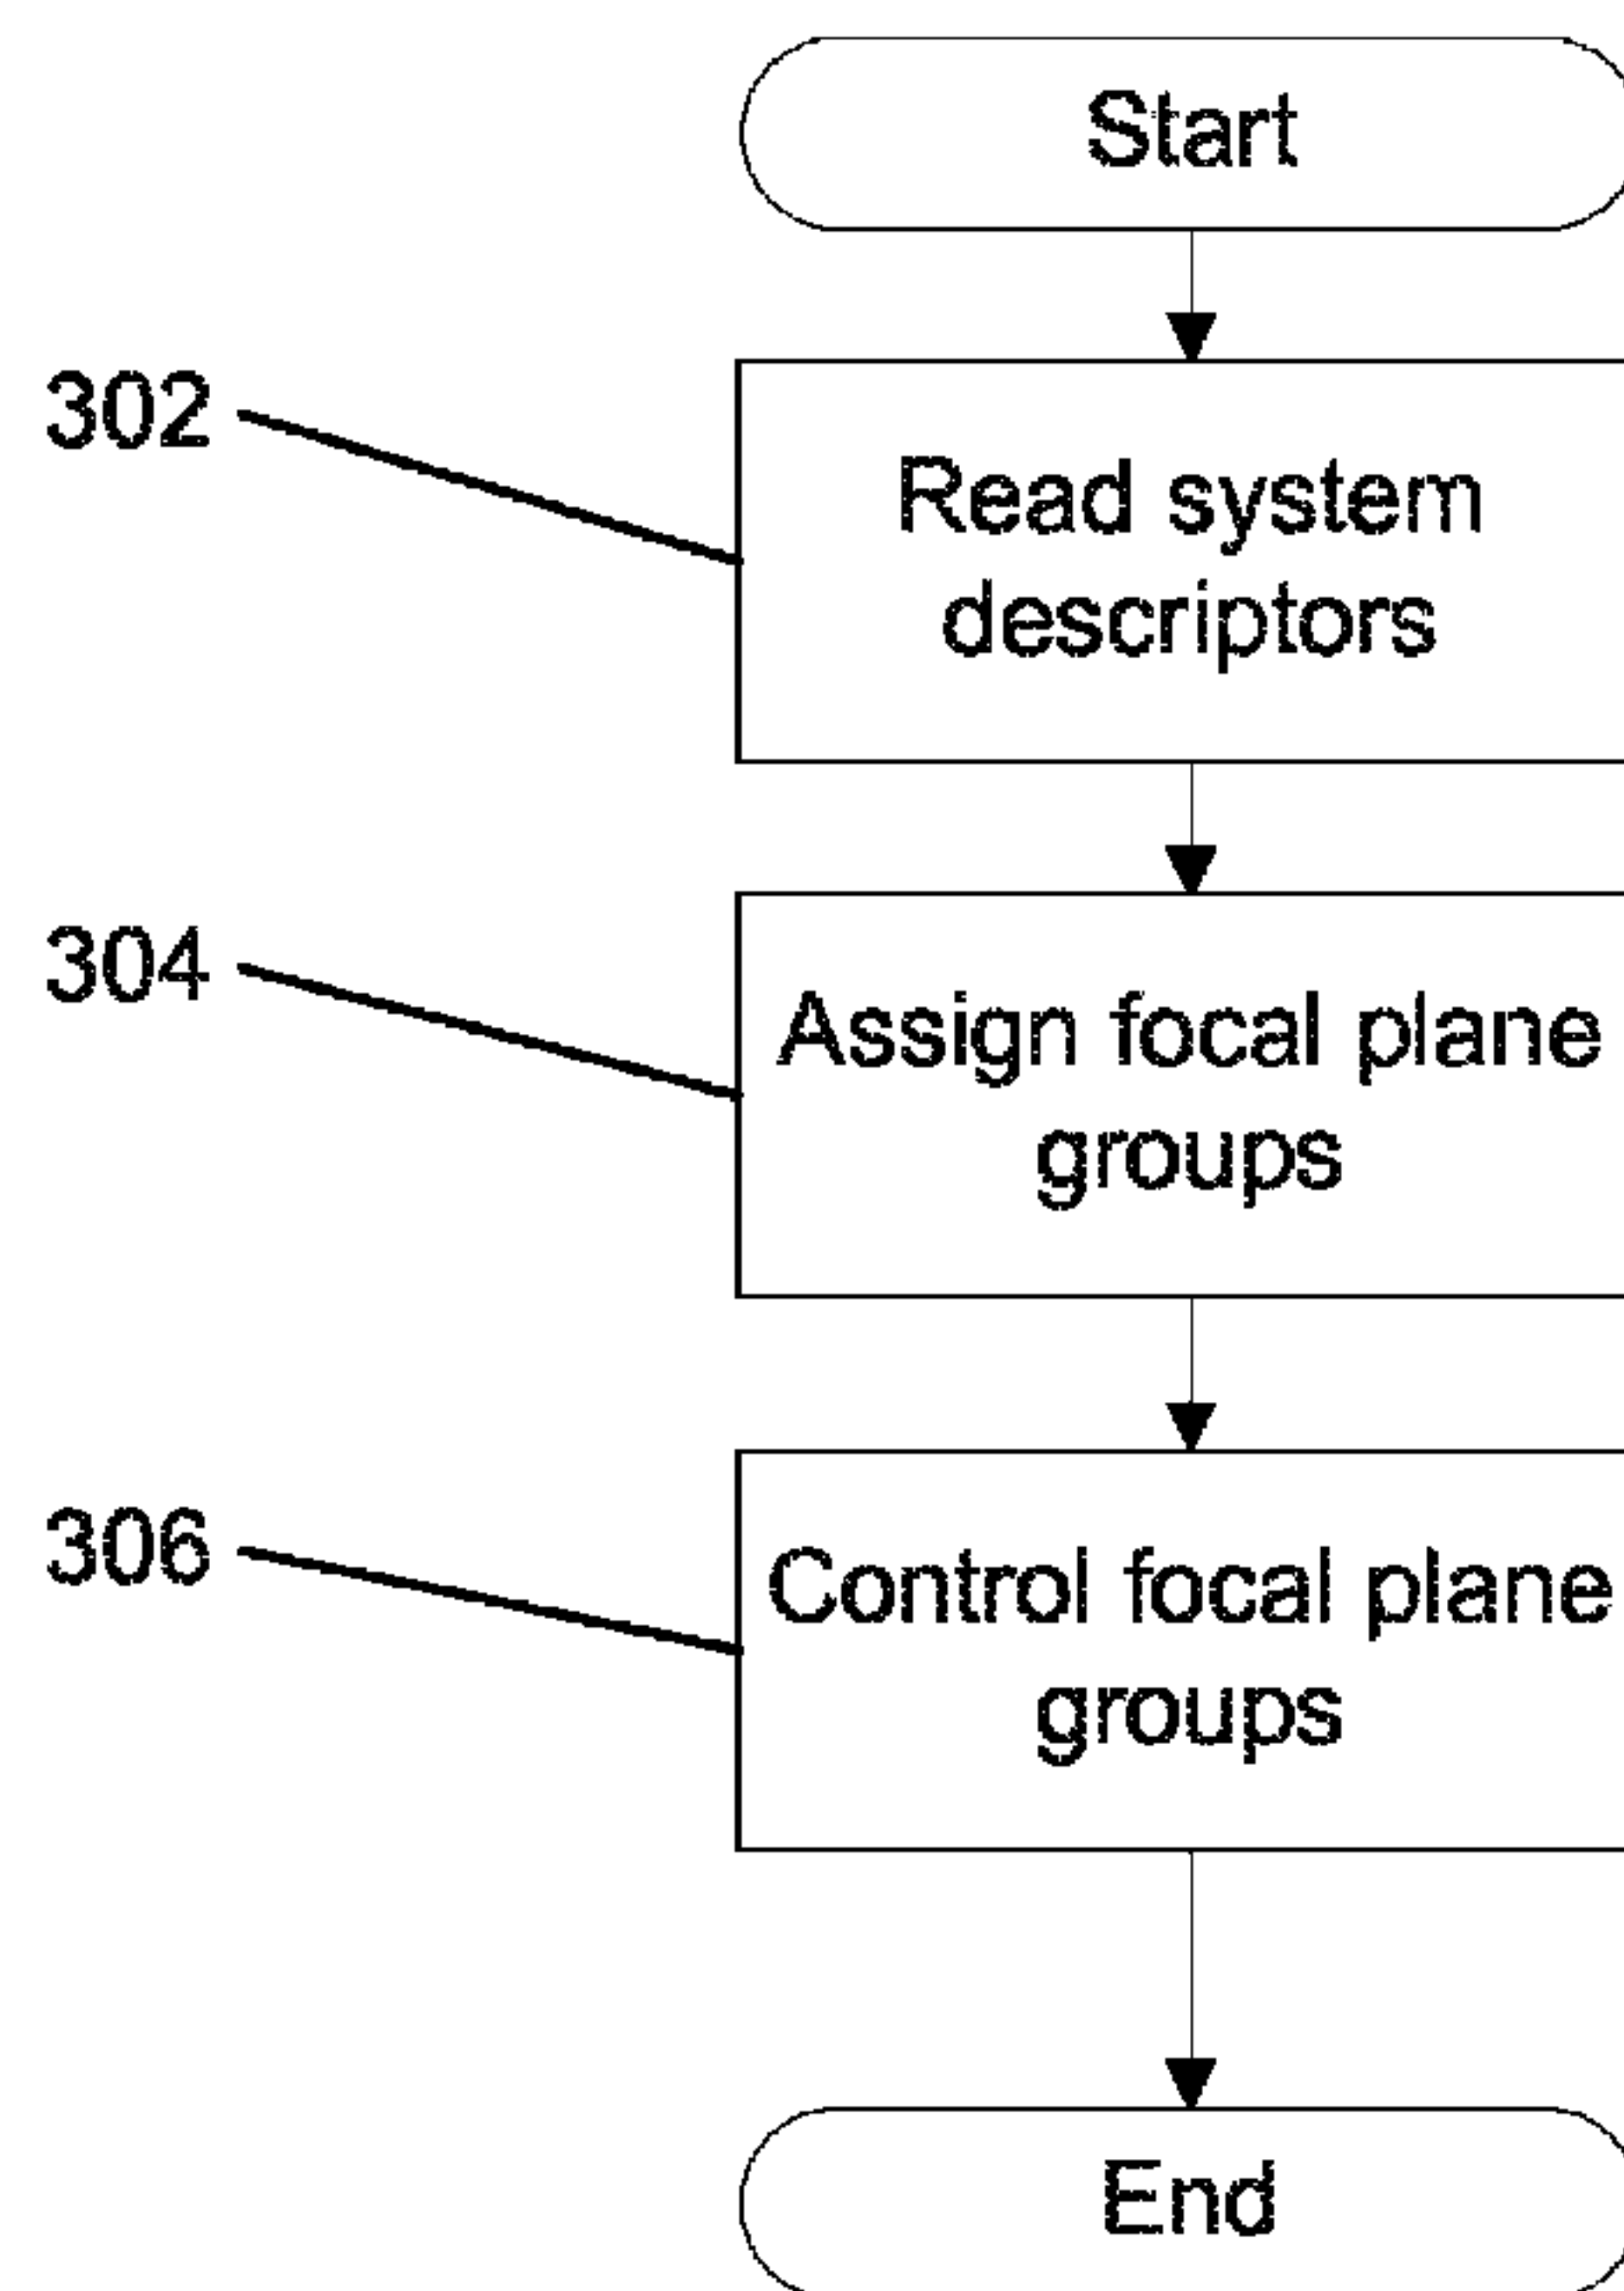 Start
302
Read system
descriptors
304
Assign focal plane
groups
306
Control focal plane
groups
End